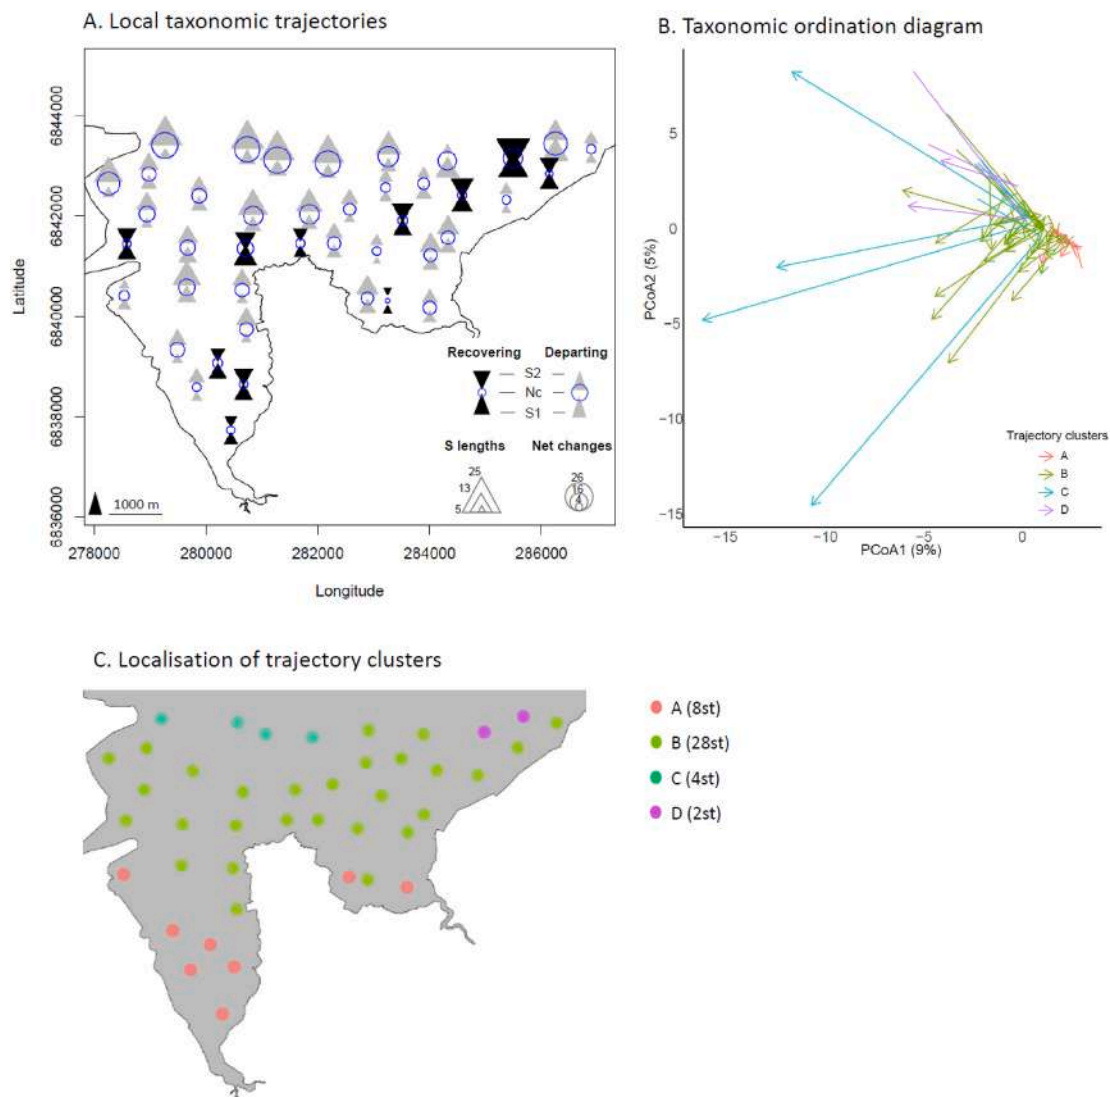 A. Local taxonomic trajectories
B. Taxonomic ordination diagram
6844000
6842000
6840000
6838000
6836000
Latitude
Recovering Departing
S2
Nc
S1
S lengths Net changes
25
13
5
26
16
4
1000 m
278000 280000 282000 284000 286000
Longitude
5
0
−5
−10
−15
PCoA2 (5%)
Trajectory clusters
A
B
C
D
−15 −10 −5 0
PCoA1 (9%)
C. Localisation of trajectory clusters
A (8st)
B (28st)
C (4st)
D (2st)